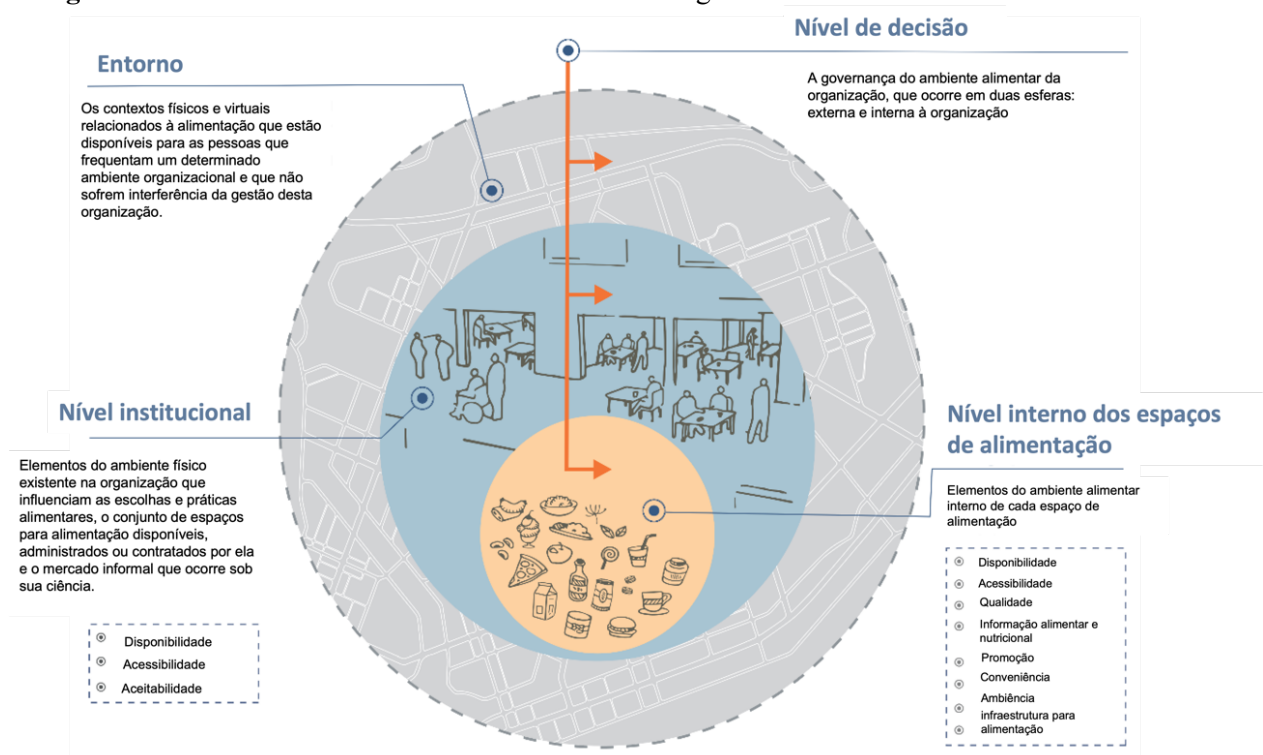 Nível de decisão
A governança do ambiente alimentar da
organização, que ocorre em duas esferas:
externa e interna à organização
Entorno
Os contextos físicos e virtuais
relacionados à alimentação que estão
disponíveis para as pessoas que
frequentam um determinado
ambiente organizacional e que não
sofrem interferência da gestão desta
organização.
Nível institucional
Elementos do ambiente físico
existente na organização que
influenciam as escolhas e práticas
alimentares, o conjunto de espaços
para alimentação disponíveis,
administrados ou contratados por ela
e o mercado informal que ocorre sob
sua ciência.
Disponibilidade
Acessibilidade
Aceitabilidade
Nível interno dos espaços
de alimentação
Elementos do ambiente alimentar
interno de cada espaço de
alimentação
Disponibilidade
Acessibilidade
Qualidade
Informação alimentar e
nutricional
Promoção
Conveniência
Ambiência
infraestrutura para
alimentação